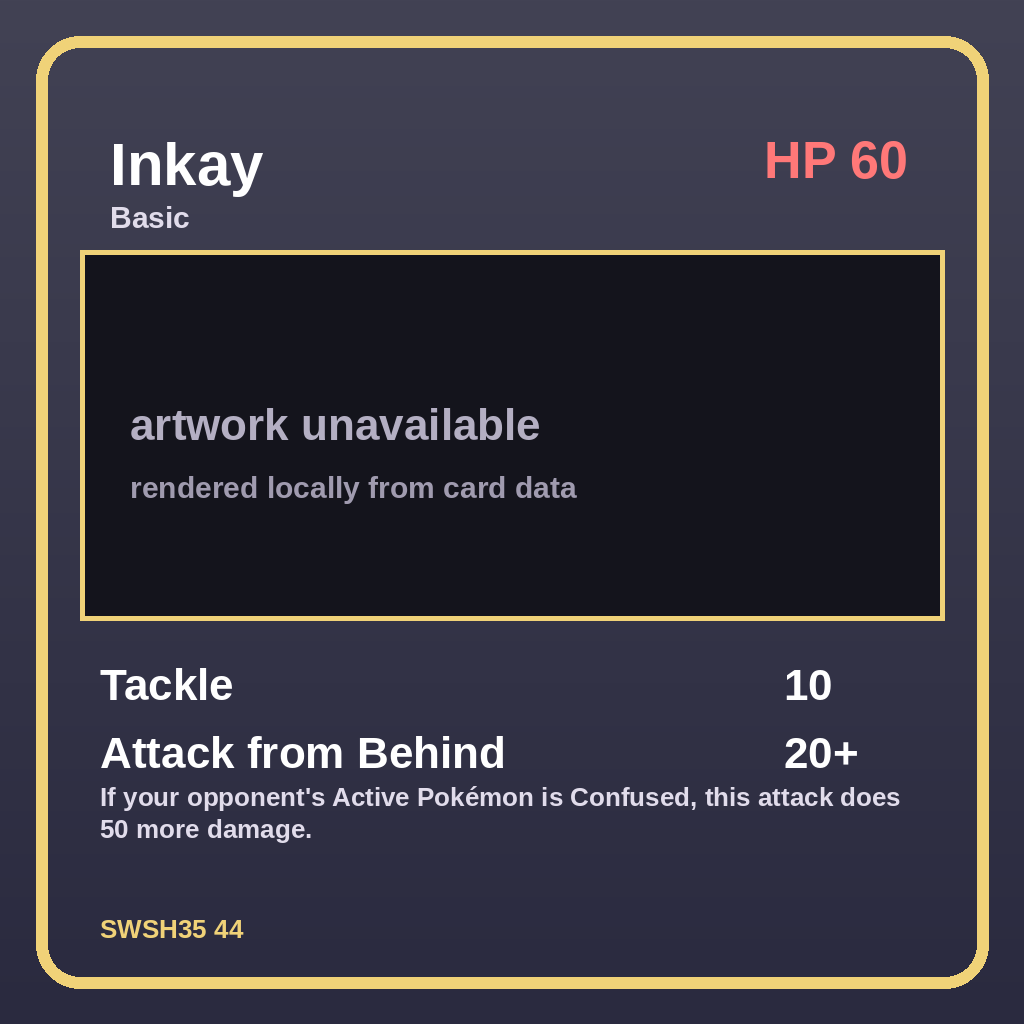 Inkay
HP 60
Basic
artwork unavailable
rendered locally from card data
Tackle 10
Attack from Behind 20+
If your opponent's Active Pokémon is Confused, this attack does
50 more damage.
SWSH35 44